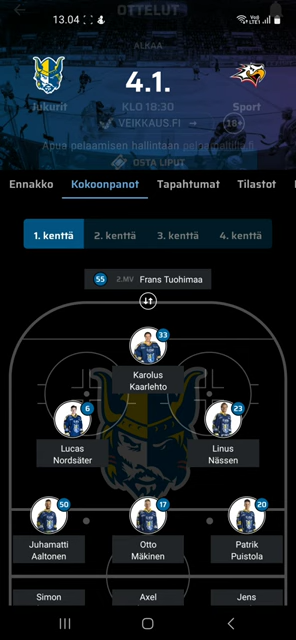 13.04
OTTELUT
ALKAA
4.1.
Jukurit
KLO 18:30
Sport
VEIKKAUS.FI → 18+
Apua pelaamisen hallintaan peluuri.fi
OSTA LIPUT
Ennakko Kokoonpanot Tapahtumat Tilastot
1. kenttä 2. kenttä 3. kenttä 4. kenttä
55 2.MV Frans Tuohimaa
33
Karolus
Kaarlehto
6 23
Lucas Linus
Nordsäter Nässen
50 17 20
Juhamatti Otto Patrik
Aaltonen Mäkinen Puistola
Simon Axel Jens